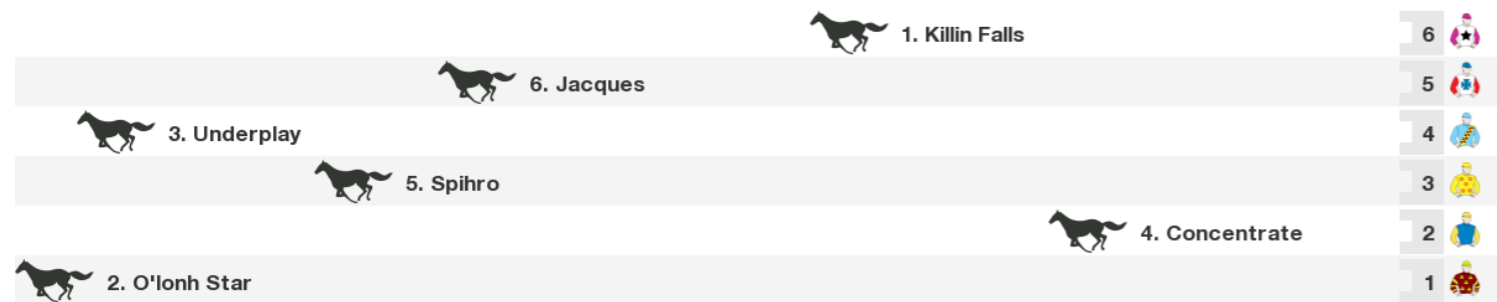 1. Killin Falls 6
6. Jacques 5
3. Underplay 4
5. Spihro 3
4. Concentrate 2
2. O'lonh Star 1